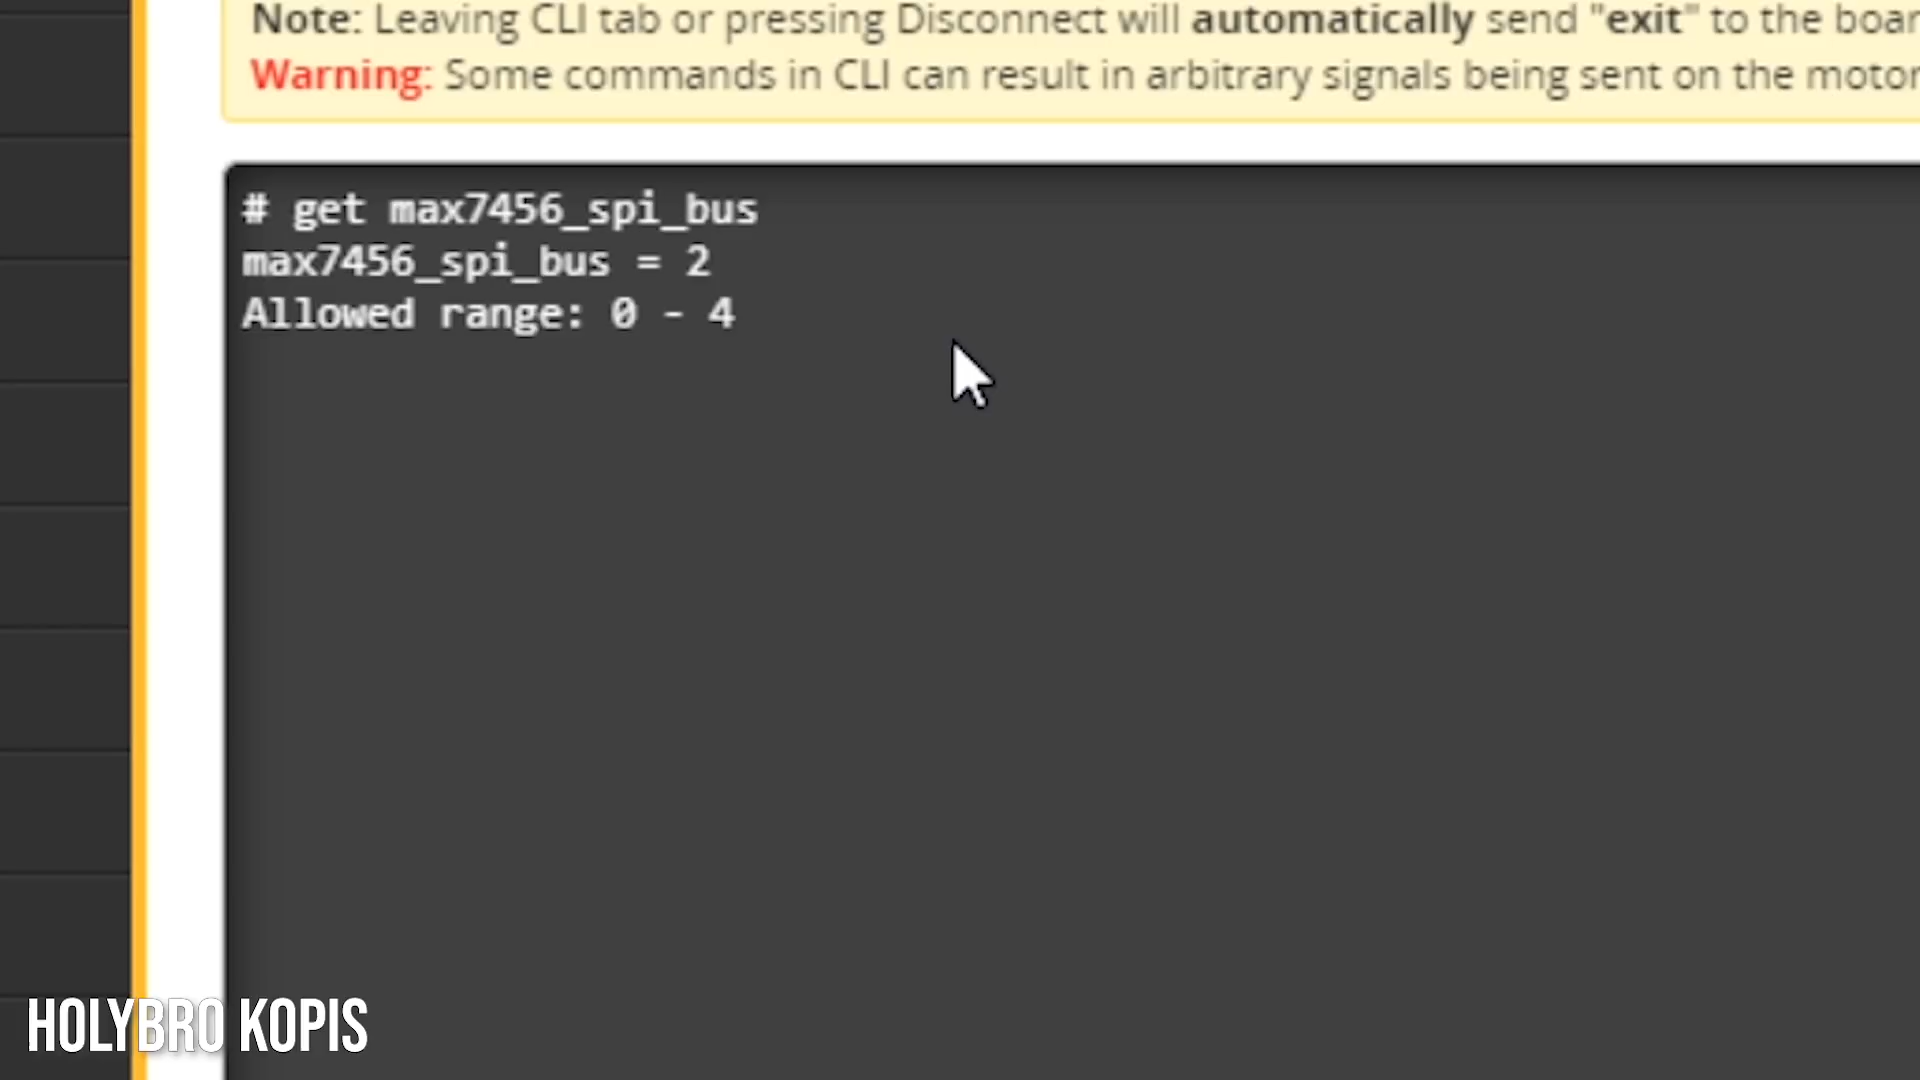 Note: Leaving CLI tab or pressing Disconnect will automatically send "exit" to the boar
Warning: Some commands in CLI can result in arbitrary signals being sent on the motor
# get max7456_spi_bus
max7456_spi_bus = 2
Allowed range: 0 - 4
HOLYBRO KOPIS